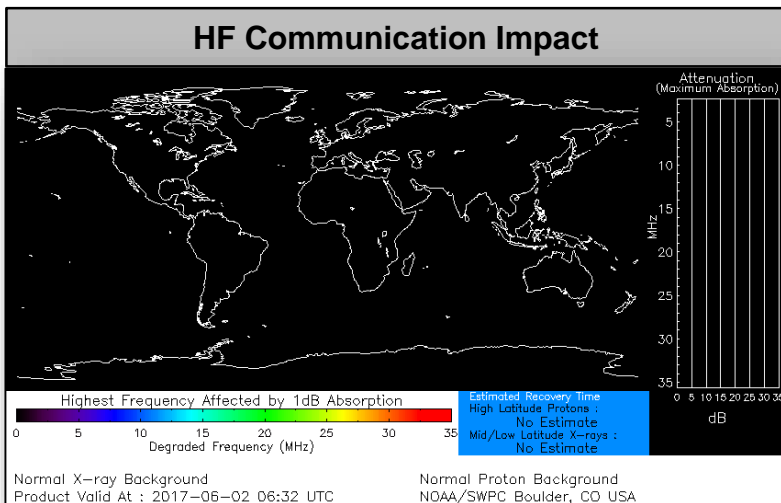 HF Communication Impact
Attenuation
(Maximum Absorption)
5
10
15
20
25
30
35
MHz
0 5 10 15 20 25 30 35
dB
Highest Frequency Affected by 1dB Absorption
0 5 10 15 20 25 30 35
Degraded Frequency (MHz)
Estimated Recovery Time
High Latitude Protons :
No Estimate
Mid/Low Latitude X-rays :
No Estimate
Normal X-ray Background
Product Valid At : 2017-06-02 06:32 UTC
Normal Proton Background
NOAA/SWPC Boulder, CO USA